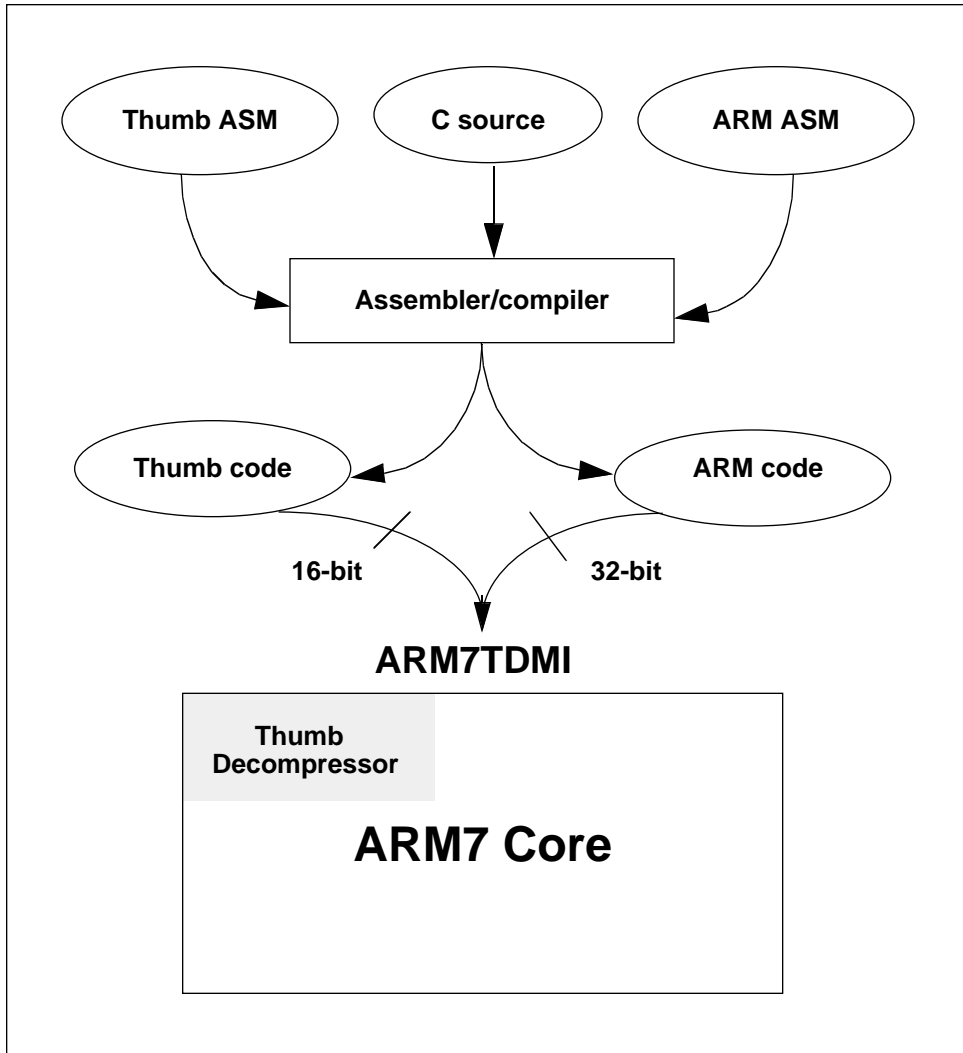 Thumb ASM
C source
ARM ASM
Assembler/compiler
Thumb code
ARM code
16-bit
32-bit
ARM7TDMI
Thumb
Decompressor
ARM7 Core